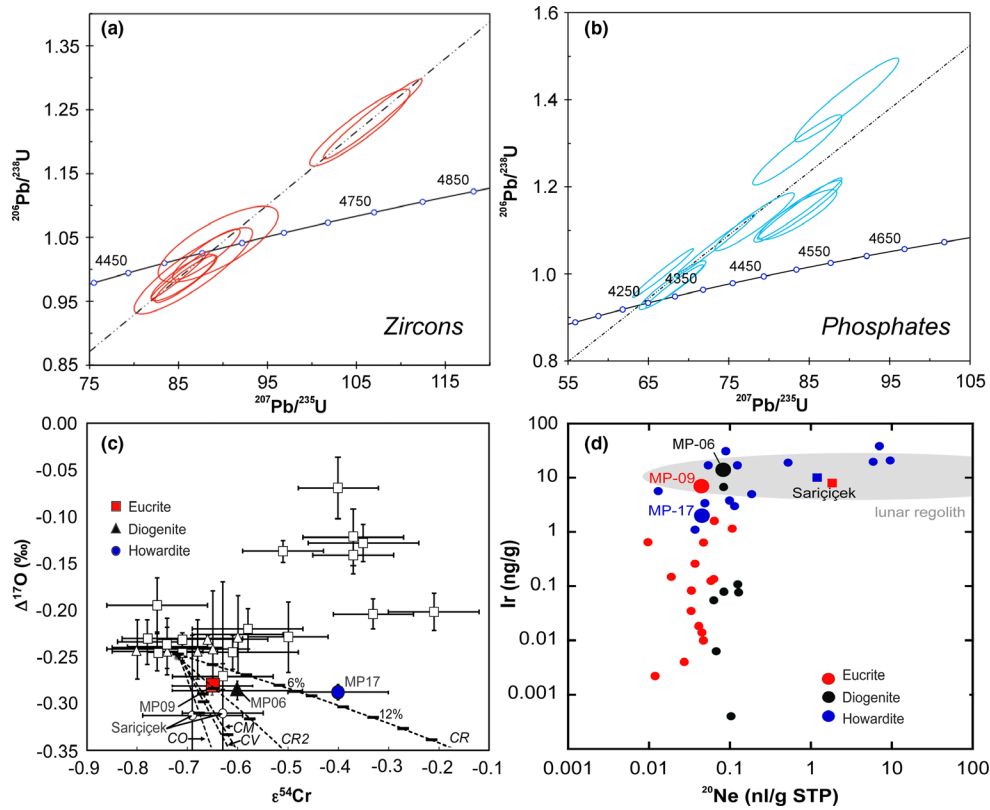 (a)
1.35
1.25
1.15
1.05
0.95
0.85
²⁰⁶Pb/²³⁸U
4450
4750
4850
Zircons
75
85
95
105
115
²⁰⁷Pb/²³⁵U
(b)
1.6
1.4
1.2
1.0
0.8
²⁰⁶Pb/²³⁸U
4250
4350
4450
4550
4650
Phosphates
55
65
75
85
95
105
²⁰⁷Pb/²³⁵U
(c)
0.00
-0.05
-0.10
-0.15
-0.20
-0.25
-0.30
-0.35
Δ¹⁷O (‰)
Eucrite
Diogenite
Howardite
6%
MP17
MP09
MP06
12%
Sariçiçek
CO
CM
CV
CR2
CR
-0.9
-0.8
-0.7
-0.6
-0.5
-0.4
-0.3
-0.2
-0.1
ε⁵⁴Cr
(d)
100
10
1
0.1
0.01
0.001
Ir (ng/g)
MP-06
MP-09
Sariçiçek
MP-17
lunar regolith
Eucrite
Diogenite
Howardite
0.001
0.01
0.1
1
10
100
²⁰Ne (nl/g STP)